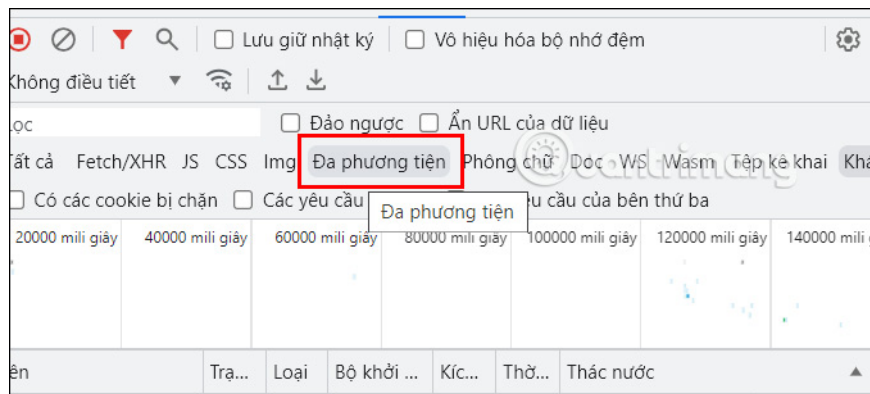 Lưu giữ nhật ký Vô hiệu hóa bộ nhớ đệm
Không điều tiết
Lọc Đảo ngược Ẩn URL của dữ liệu
Tất cả Fetch/XHR JS CSS Img Đa phương tiện Phông chữ Doc WS Wasm Tệp kê khai Khá
Có các cookie bị chặn Các yêu cầu cầu của bên thứ ba
Đa phương tiện
20000 mili giây 40000 mili giây 60000 mili giây 80000 mili giây 100000 mili giây 120000 mili giây 140000 mili
ên Trạ... Loại Bộ khởi ... Kíc... Thờ... Thác nước